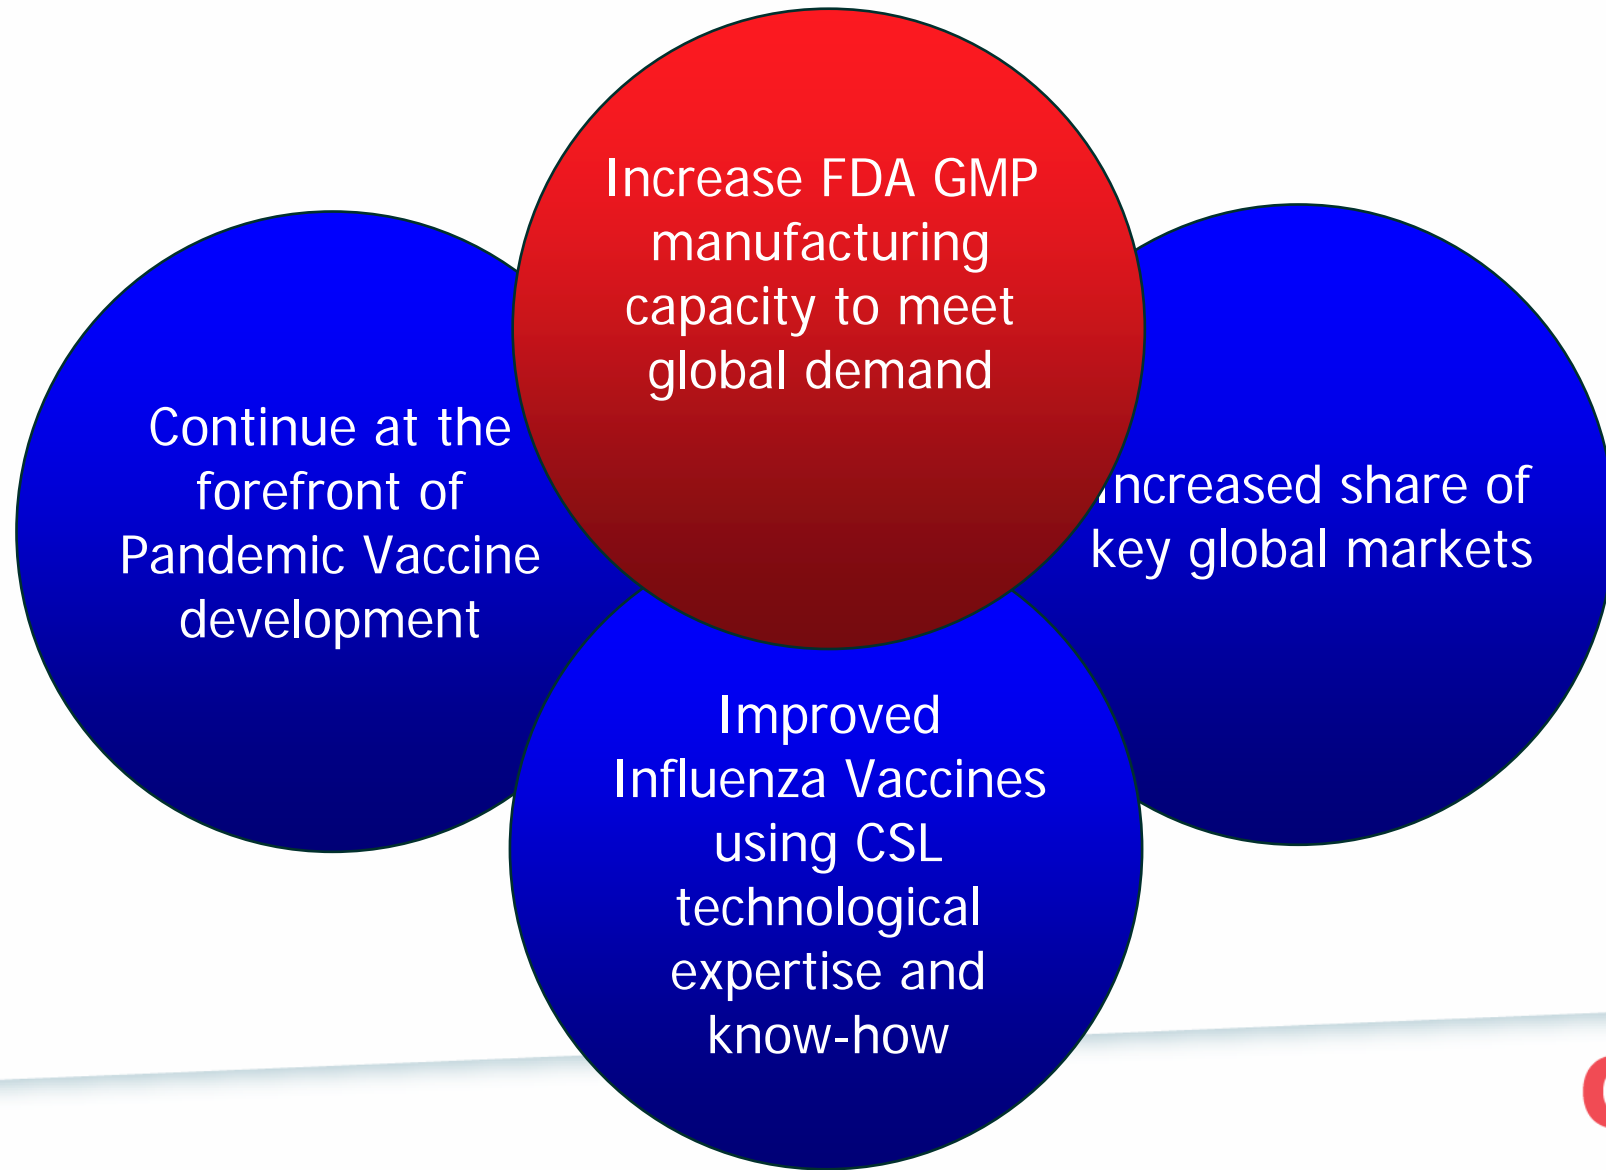 Increase FDA GMP
manufacturing
capacity to meet
global demand
Continue at the
forefront of
Pandemic Vaccine
development
Increased share of
key global markets
Improved
Influenza Vaccines
using CSL
technological
expertise and
know-how